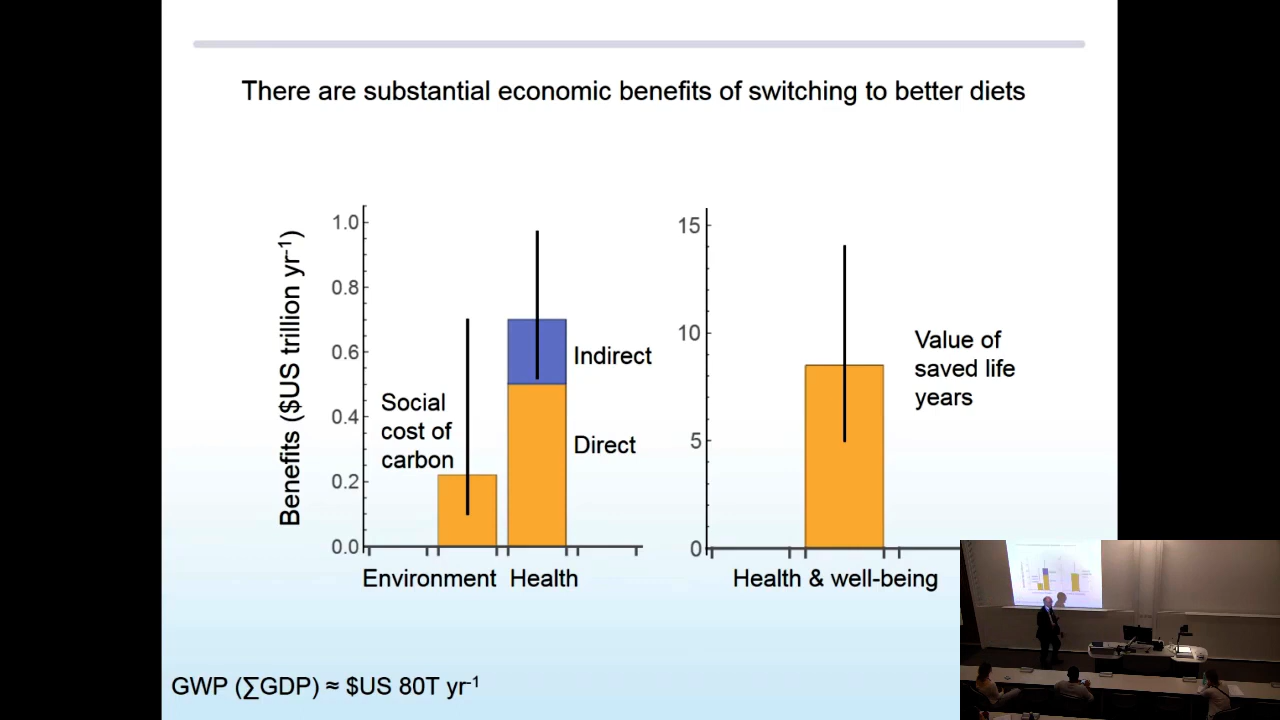 There are substantial economic benefits of switching to better diets
Benefits ($US trillion yr⁻¹)
1.0
0.8
0.6
0.4
0.2
0.0
Social
cost of
carbon
Indirect
Direct
Environment
Health
15
10
5
0
Value of
saved life
years
Health & well-being
GWP (∑GDP) ≈ $US 80T yr⁻¹